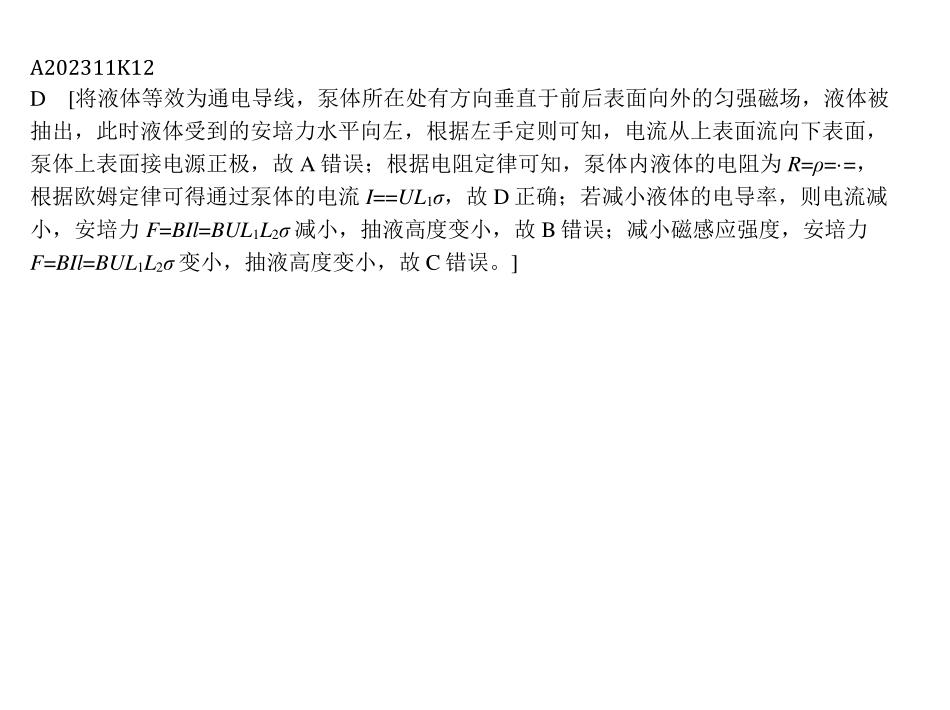 A202311K12
D [将液体等效为通电导线，泵体所在处有方向垂直于前后表面向外的匀强磁场，液体被
抽出，此时液体受到的安培力水平向左，根据左手定则可知，电流从上表面流向下表面，
泵体上表面接电源正极，故 A 错误；根据电阻定律可知，泵体内液体的电阻为 R=ρ=·=，
根据欧姆定律可得通过泵体的电流 I==UL₁σ，故 D 正确；若减小液体的电导率，则电流减
小，安培力 F=BIl=BUL₁L₂σ 减小，抽液高度变小，故 B 错误；减小磁感应强度，安培力
F=BIl=BUL₁L₂σ 变小，抽液高度变小，故 C 错误。]